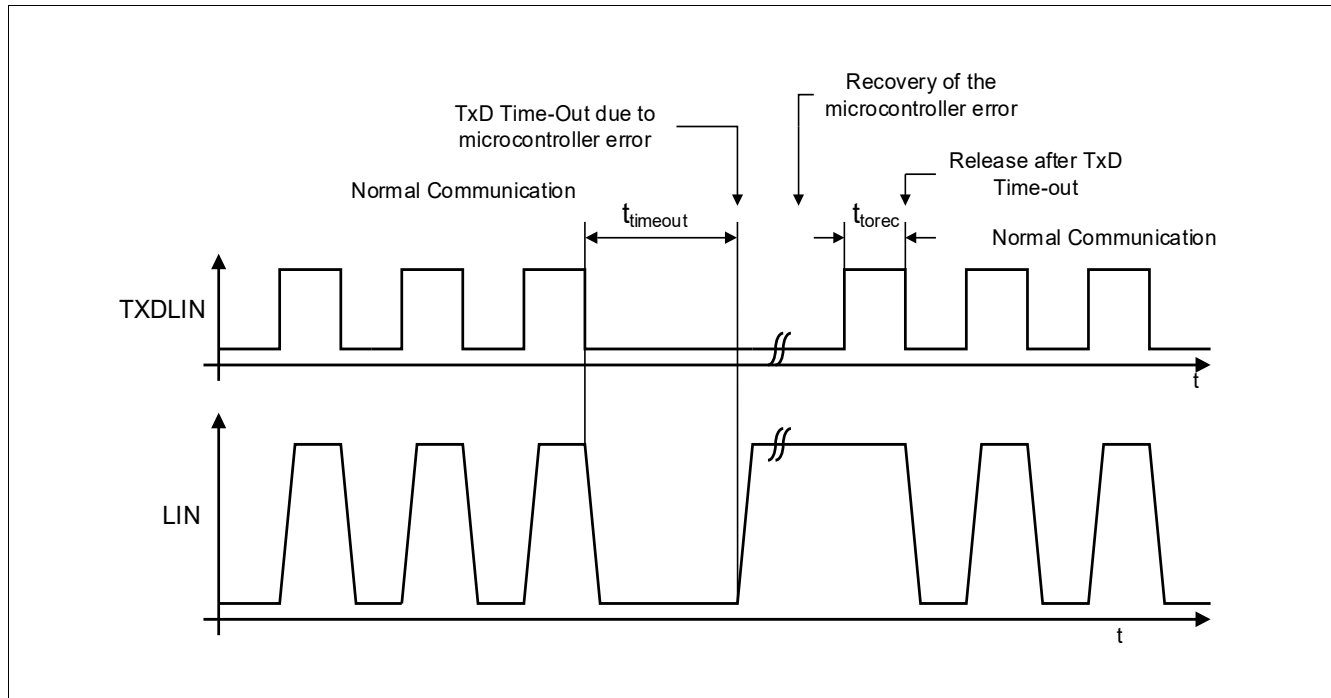 Recovery of the
microcontroller error
TxD Time-Out due to
microcontroller error
Release after TxD
Time-out
Normal Communication
ttimeout
ttorec
Normal Communication
TXDLIN
t
LIN
t